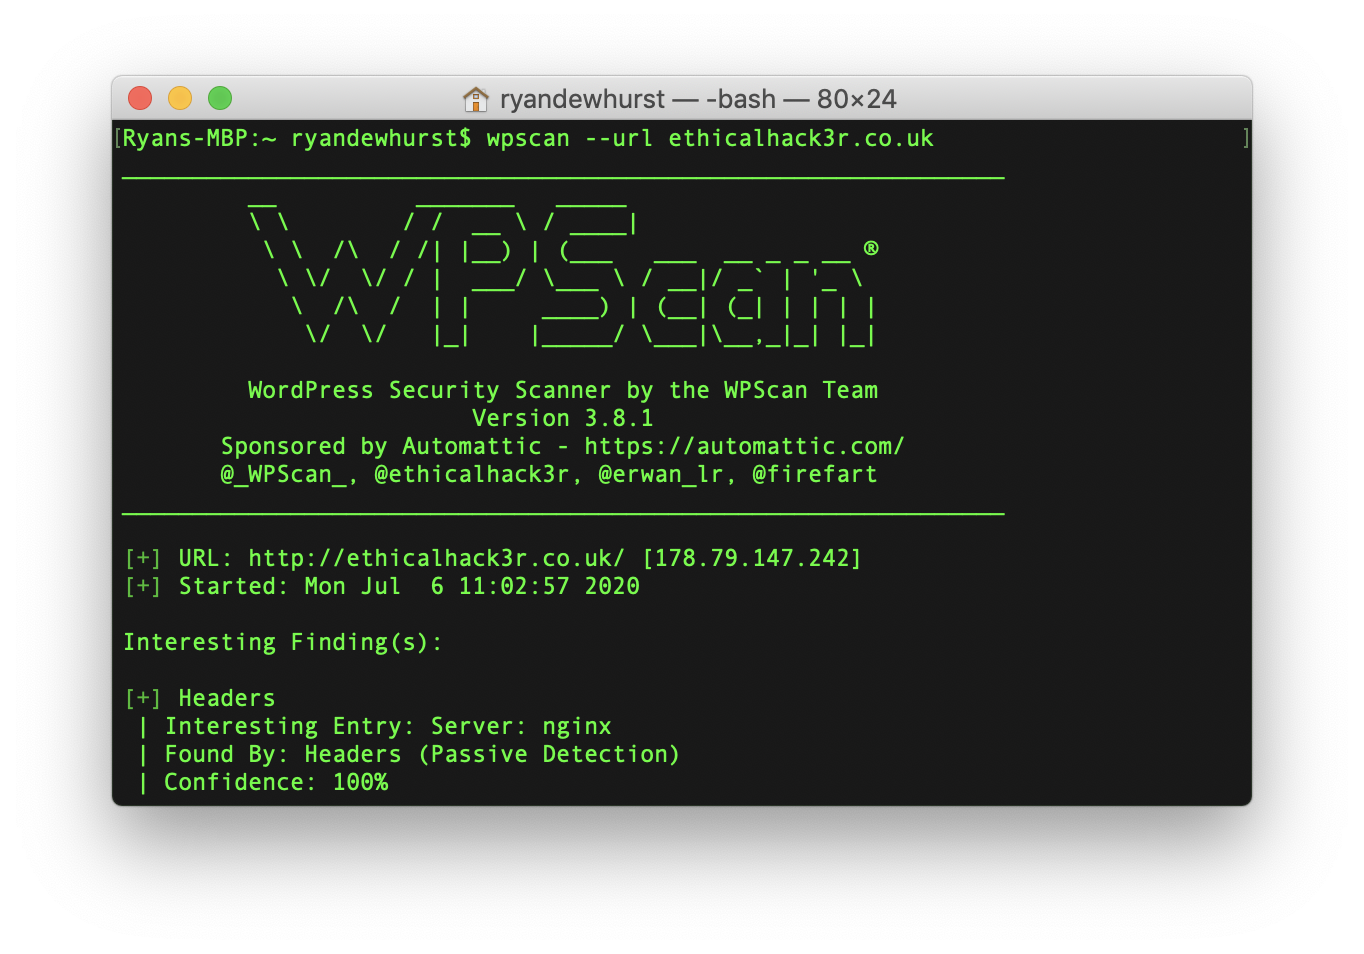 ryandewhurst — -bash — 80×24
[Ryans-MBP:~ ryandewhurst$ wpscan --url ethicalhack3r.co.uk ]
WPScan ®
WordPress Security Scanner by the WPScan Team
Version 3.8.1
Sponsored by Automattic - https://automattic.com/
@_WPScan_, @ethicalhack3r, @erwan_lr, @firefart
[+] URL: http://ethicalhack3r.co.uk/ [178.79.147.242]
[+] Started: Mon Jul  6 11:02:57 2020
Interesting Finding(s):
[+] Headers
| Interesting Entry: Server: nginx
| Found By: Headers (Passive Detection)
| Confidence: 100%